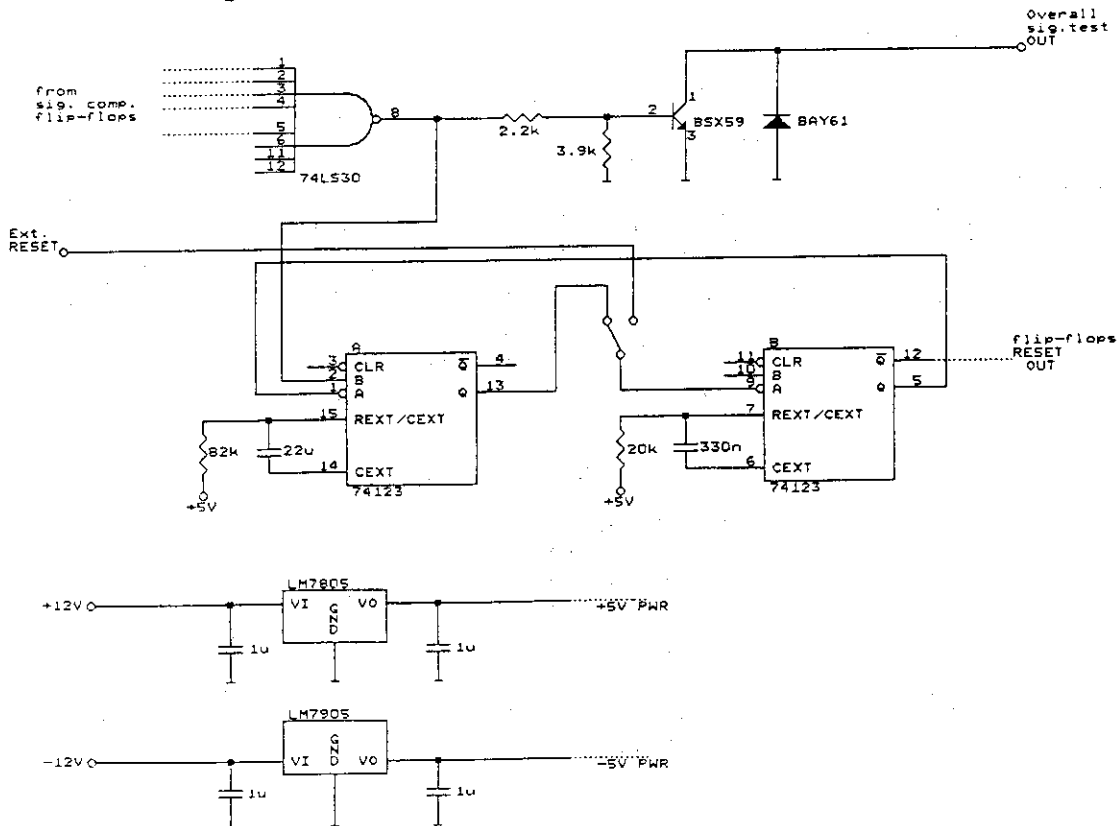 Overall
sig.test
OUT
1
2
3
4
5
6
11
12
from
sig. comp.
flip-flops
8
74LS30
2.2k
3.9k
2
1
3
BSX59
BAY61
Ext.
RESET
A
3
CLR
2
B
1
A
Q
4
Q
13
15
REXT/CEXT
14
CEXT
74123
82k
22u
+5V
B
11
CLR
10
B
9
A
Q
12
Q
5
7
REXT/CEXT
6
CEXT
74123
20k
330n
+5V
flip-flops
RESET
OUT
LM7805
+12V
VI
GND
VO
+5V PWR
1u
1u
LM7905
-12V
VI
GND
VO
-5V PWR
1u
1u